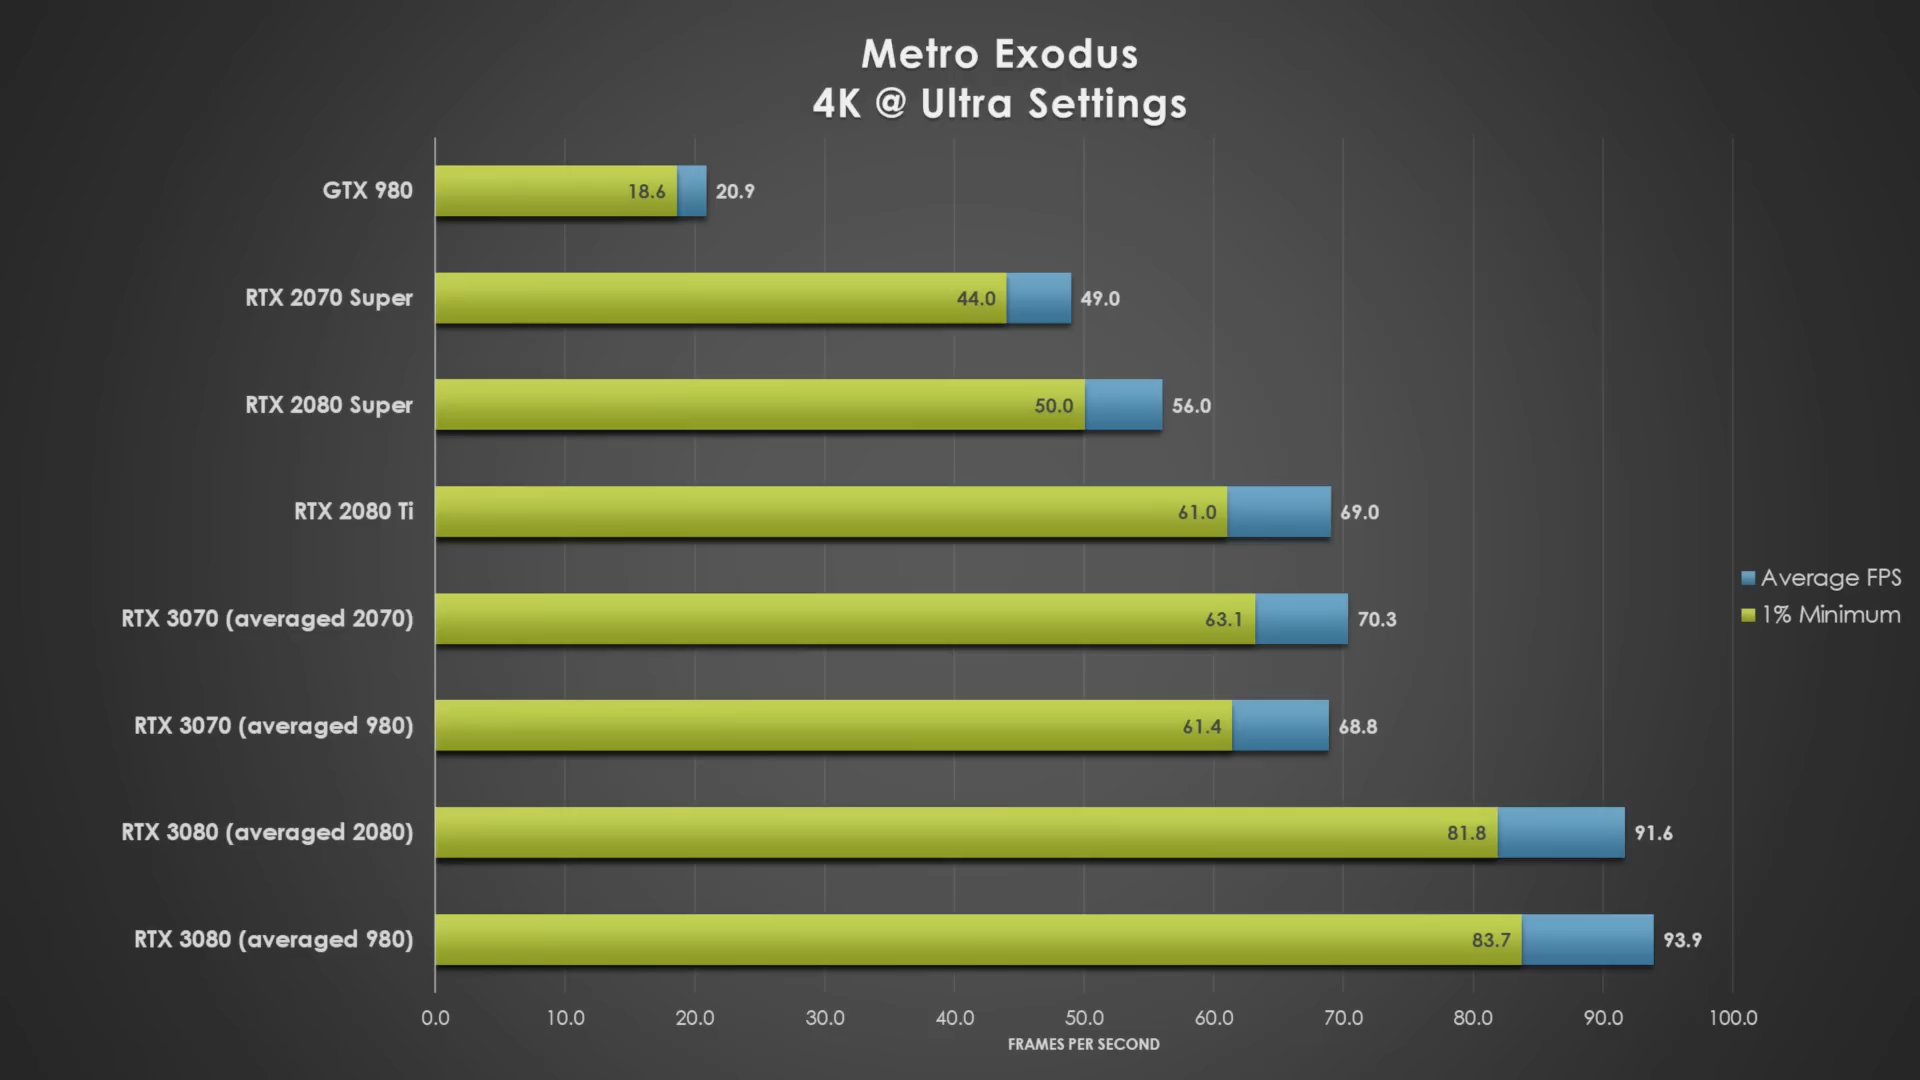 Metro Exodus
4K @ Ultra Settings
GTX 980 18.6 20.9
RTX 2070 Super 44.0 49.0
RTX 2080 Super 50.0 56.0
RTX 2080 Ti 61.0 69.0
RTX 3070 (averaged 2070) 63.1 70.3
RTX 3070 (averaged 980) 61.4 68.8
RTX 3080 (averaged 2080) 81.8 91.6
RTX 3080 (averaged 980) 83.7 93.9
Average FPS
1% Minimum
0.0 10.0 20.0 30.0 40.0 50.0 60.0 70.0 80.0 90.0 100.0
FRAMES PER SECOND